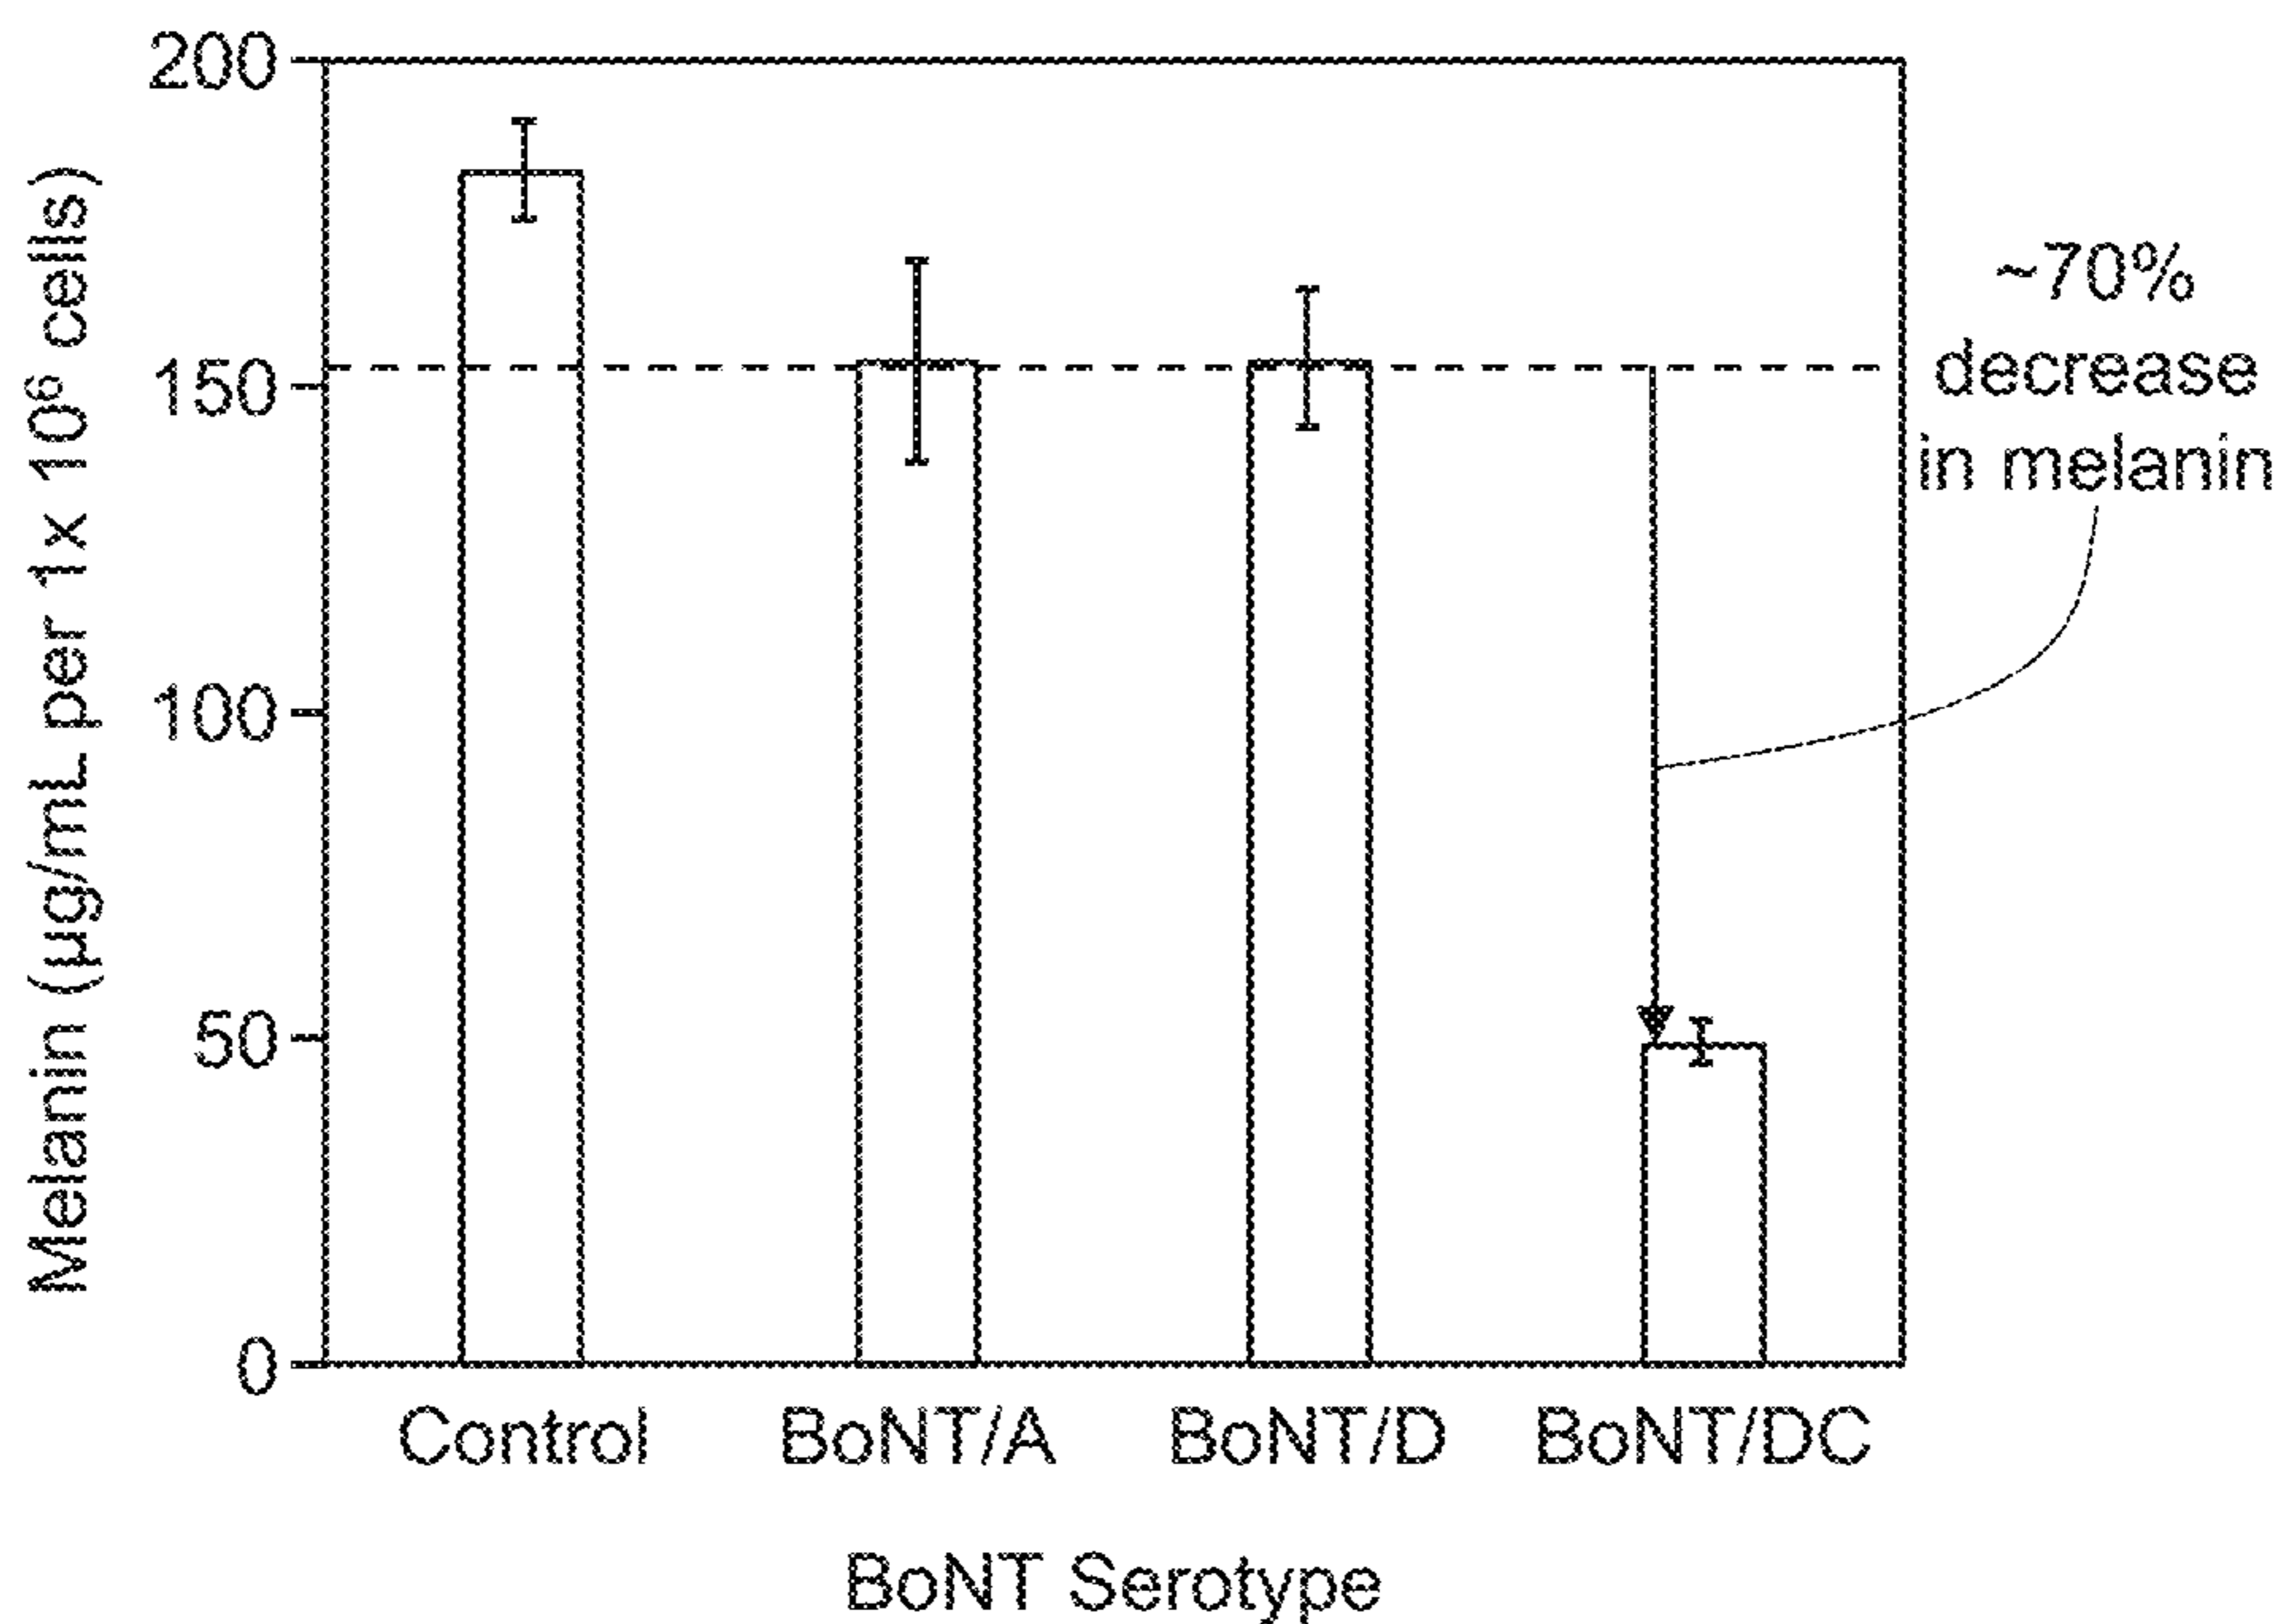 Melanin (µg/mL per 1x 10⁶ cells)
200
150
100
50
0
~70%
decrease
in melanin
Control BoNT/A BoNT/D BoNT/DC
BoNT Serotype